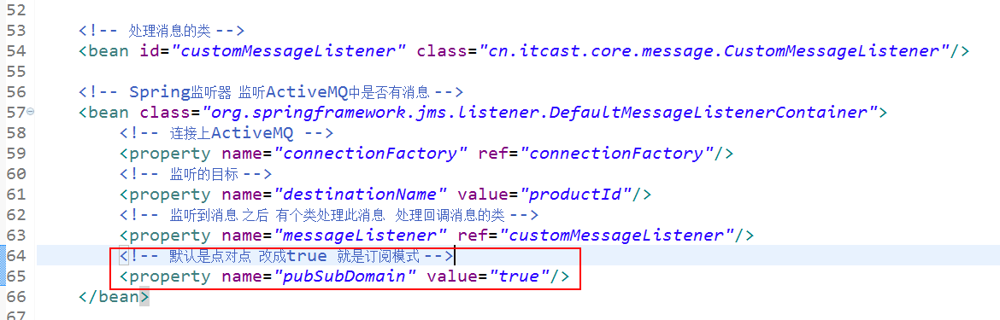 52
53 <!-- 处理消息的类 -->
54 <bean id="customMessageListener" class="cn.itcast.core.message.CustomMessageListener"/>
55
56 <!-- Spring监听器 监听ActiveMQ中是否有消息 -->
57 <bean class="org.springframework.jms.listener.DefaultMessageListenerContainer">
58 <!-- 连接上ActiveMQ -->
59 <property name="connectionFactory" ref="connectionFactory"/>
60 <!-- 监听的目标 -->
61 <property name="destinationName" value="productId"/>
62 <!-- 监听到消息之后 有个类处理此消息 处理回调消息的类 -->
63 <property name="messageListener" ref="customMessageListener"/>
64 <!-- 默认是点对点 改成true 就是订阅模式 -->
65 <property name="pubSubDomain" value="true"/>
66 </bean>
67